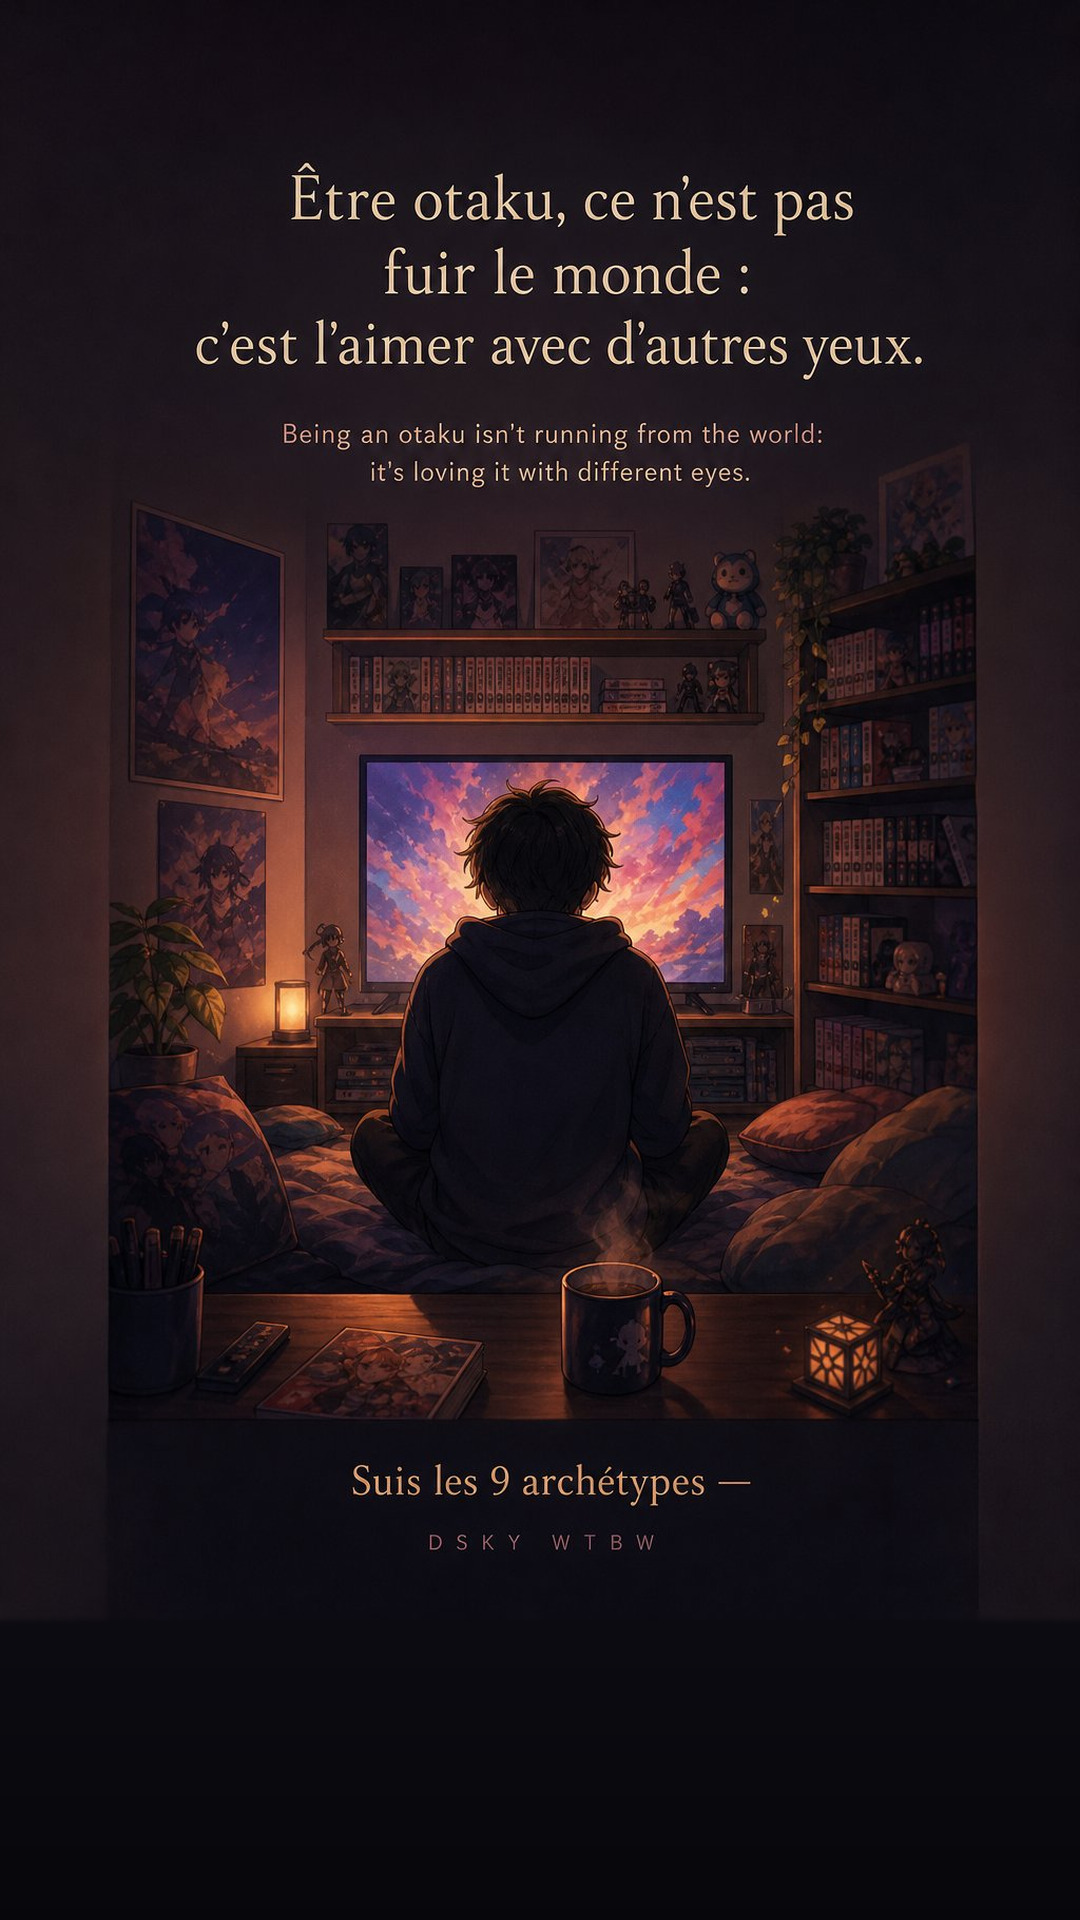 Être otaku, ce n’est pas
fuir le monde :
c’est l’aimer avec d’autres yeux.
Being an otaku isn’t running from the world:
it’s loving it with different eyes.
Suis les 9 archétypes —
DSKY WTBW